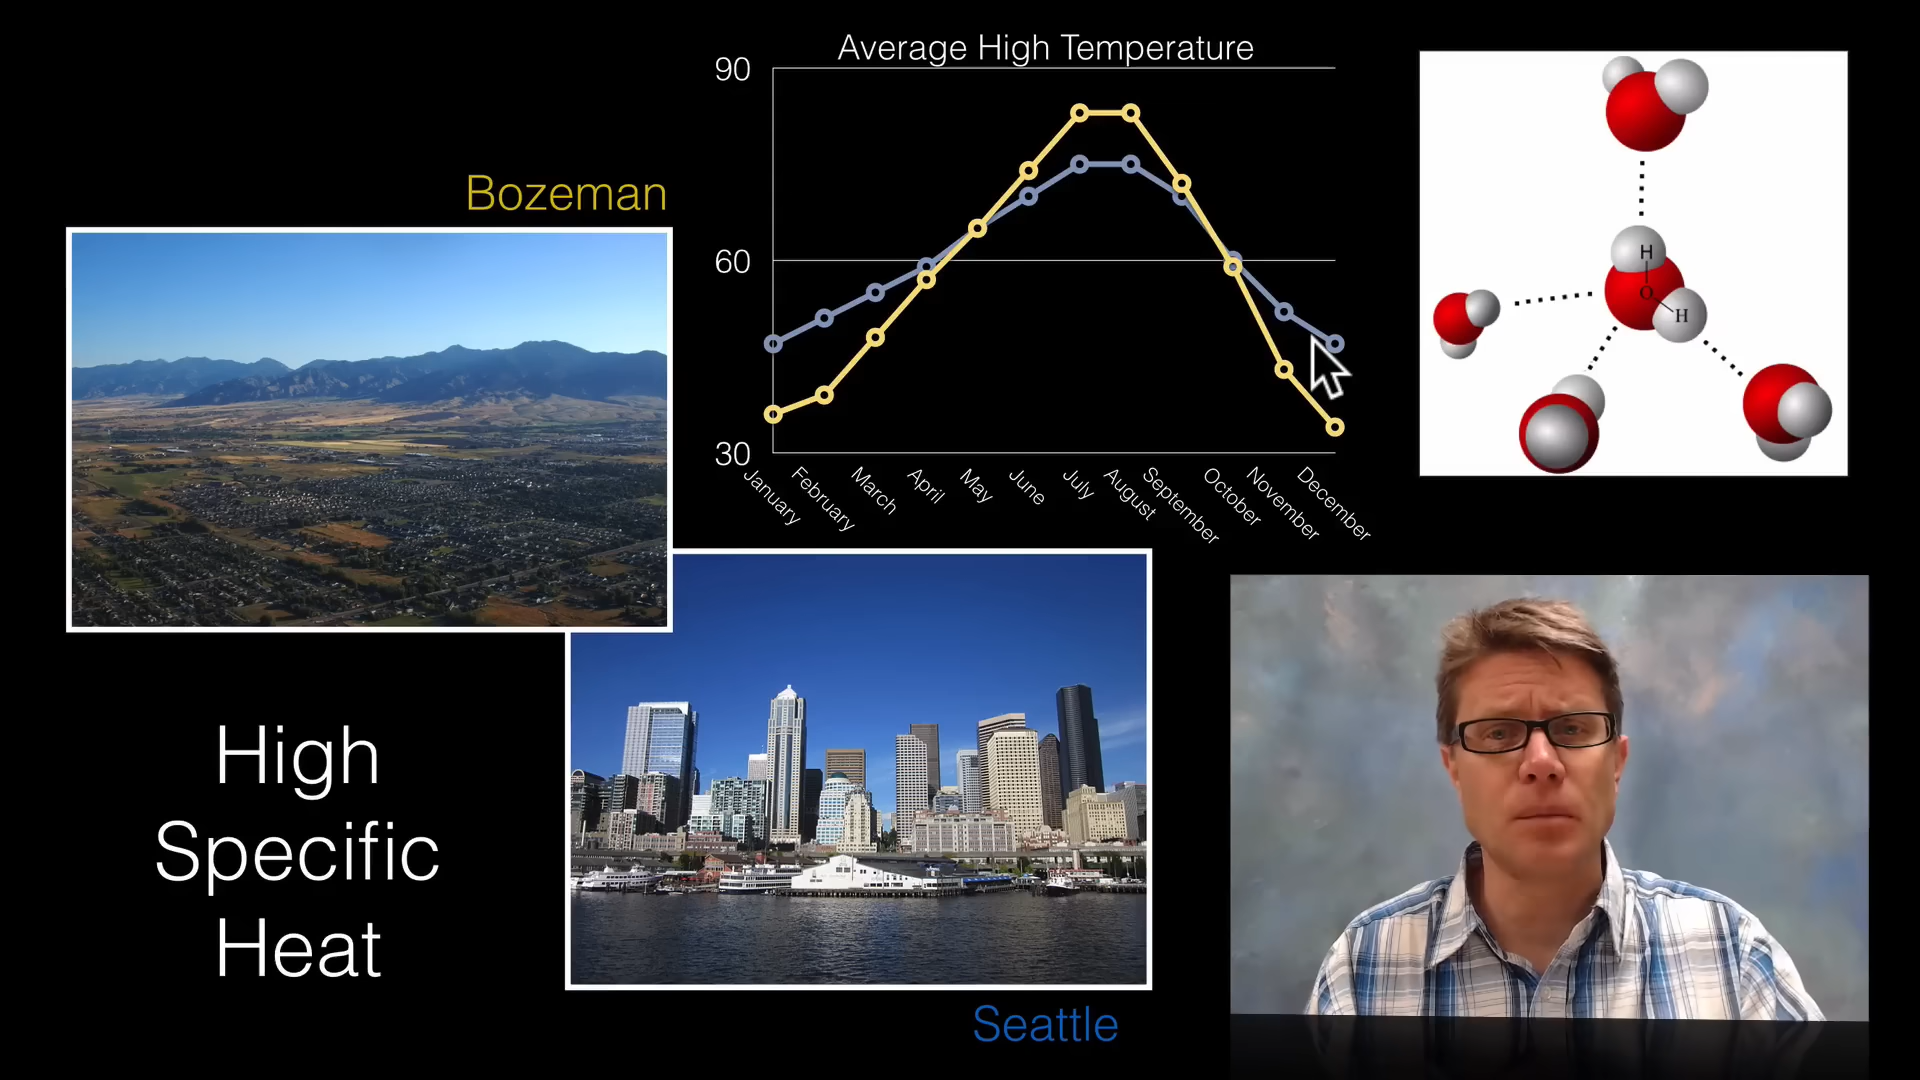 Average High Temperature
90
60
30
January
February
March
April
May
June
July
August
September
October
November
December
Bozeman
H
O
H
High
Specific
Heat
Seattle